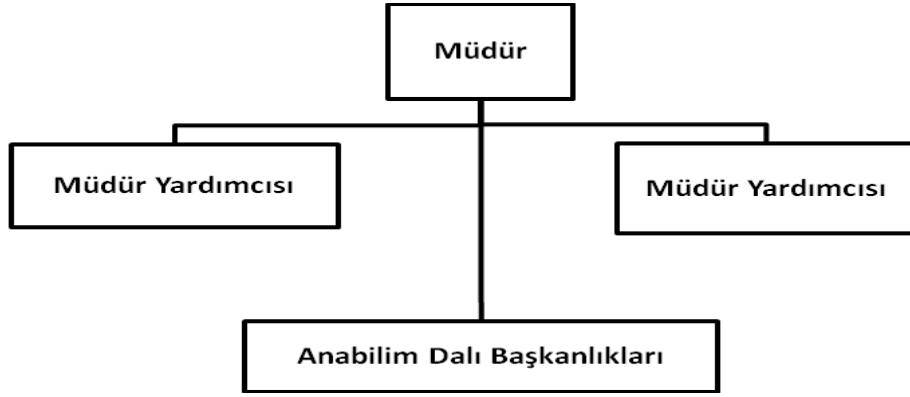 Müdür
Müdür Yardımcısı
Müdür Yardımcısı
Anabilim Dalı Başkanlıkları